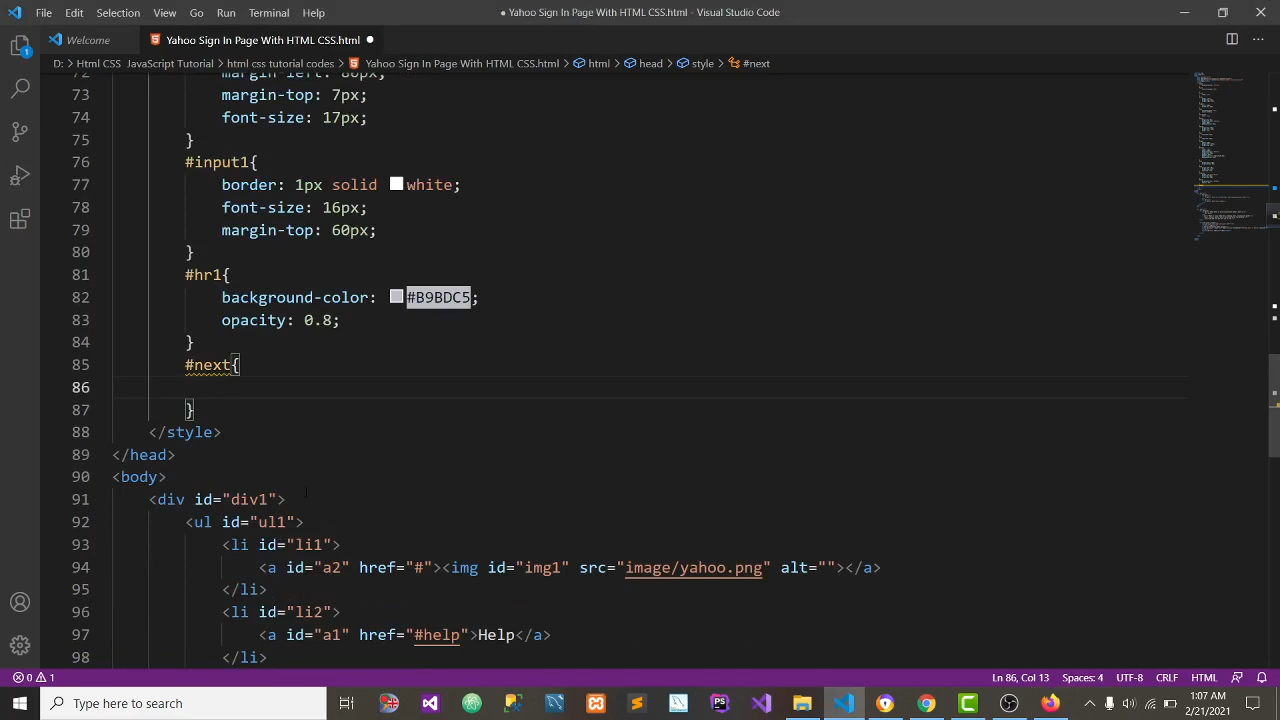 File Edit Selection View Go Run Terminal Help
● Yahoo Sign In Page With HTML CSS.html - Visual Studio Code
Welcome
Yahoo Sign In Page With HTML CSS.html ●
D: > Html CSS JavaScript Tutorial > html css tutorial codes > Yahoo Sign In Page With HTML CSS.html > html > head > style > #next
72 margin-left: 80px;
73 margin-top: 7px;
74 font-size: 17px;
75 }
76 #input1{
77 border: 1px solid white;
78 font-size: 16px;
79 margin-top: 60px;
80 }
81 #hr1{
82 background-color: #B9BDC5;
83 opacity: 0.8;
84 }
85 #next{
86
87 }
88 </style>
89 </head>
90 <body>
91 <div id="div1">
92 <ul id="ul1">
93 <li id="li1">
94 <a id="a2" href="#"><img id="img1" src="image/yahoo.png" alt=""></a>
95 </li>
96 <li id="li2">
97 <a id="a1" href="#help">Help</a>
98 </li>
1
0 1
Ln 86, Col 13 Spaces: 4 UTF-8 CRLF HTML
Type here to search
PS
1:07 AM
2/21/2021